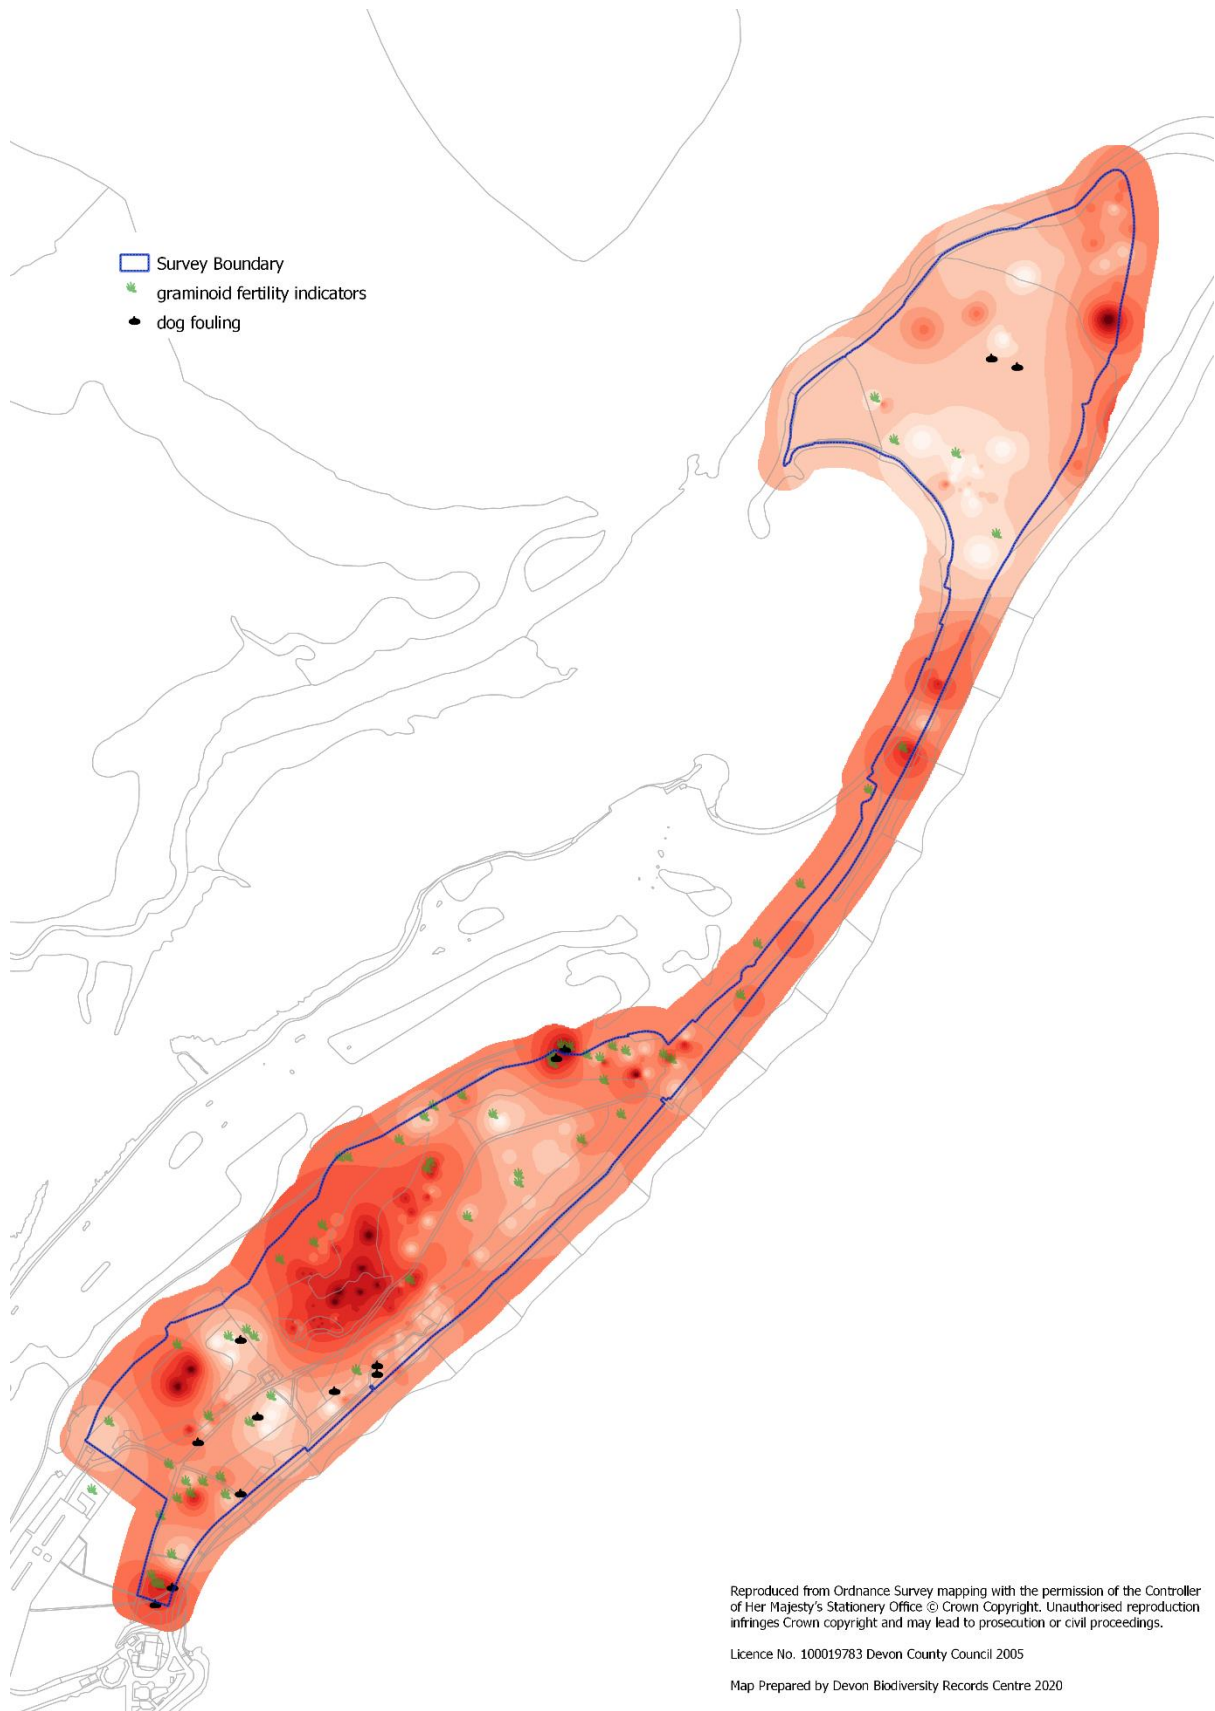 Survey Boundary
graminoid fertility indicators
dog fouling
Reproduced from Ordnance Survey mapping with the permission of the Controller
of Her Majesty's Stationery Office © Crown Copyright. Unauthorised reproduction
infringes Crown copyright and may lead to prosecution or civil proceedings.
Licence No. 100019783 Devon County Council 2005
Map Prepared by Devon Biodiversity Records Centre 2020